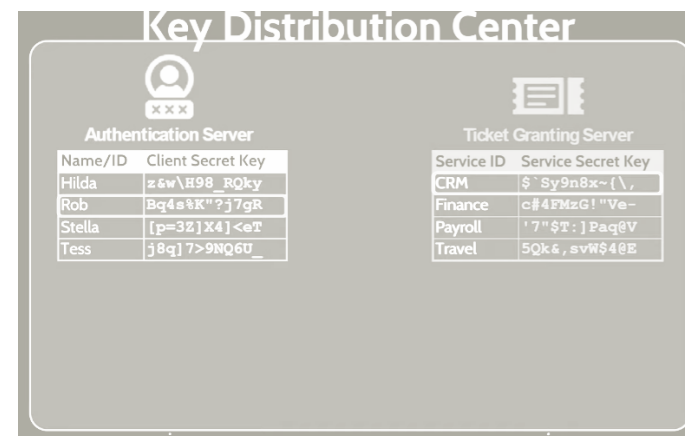 Key Distribution Center
xxx
Authentication Server
Ticket Granting Server
Name/ID Client Secret Key
Hilda z&w\H98_RQky
Rob Bq4s%K"?j7gR
Stella [p=3Z]X4]<eT
Tess j8q]7>9NQ6U_
Service ID Service Secret Key
CRM $`Sy9n8x~{\,
Finance c#4FMzG!"Ve-
Payroll '7"$T:]Paq@V
Travel 5Qk&,svW$4@E